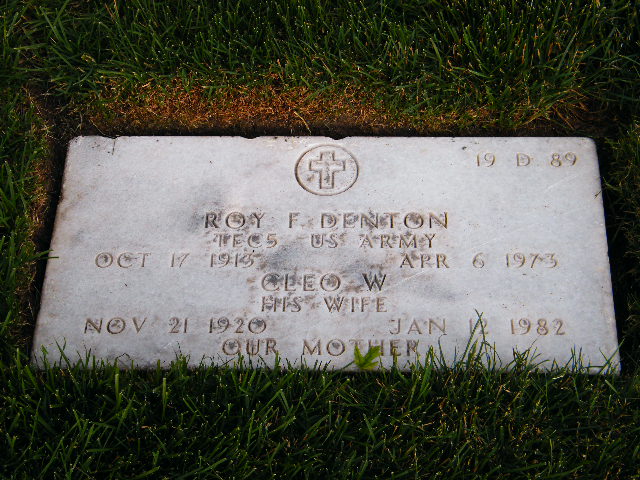 19 D 89
ROY F DENTON
TEC5 US ARMY
OCT 17 1913 APR 6 1973
CLEO W
HIS WIFE
NOV 21 1920 JAN 12 1982
OUR MOTHER